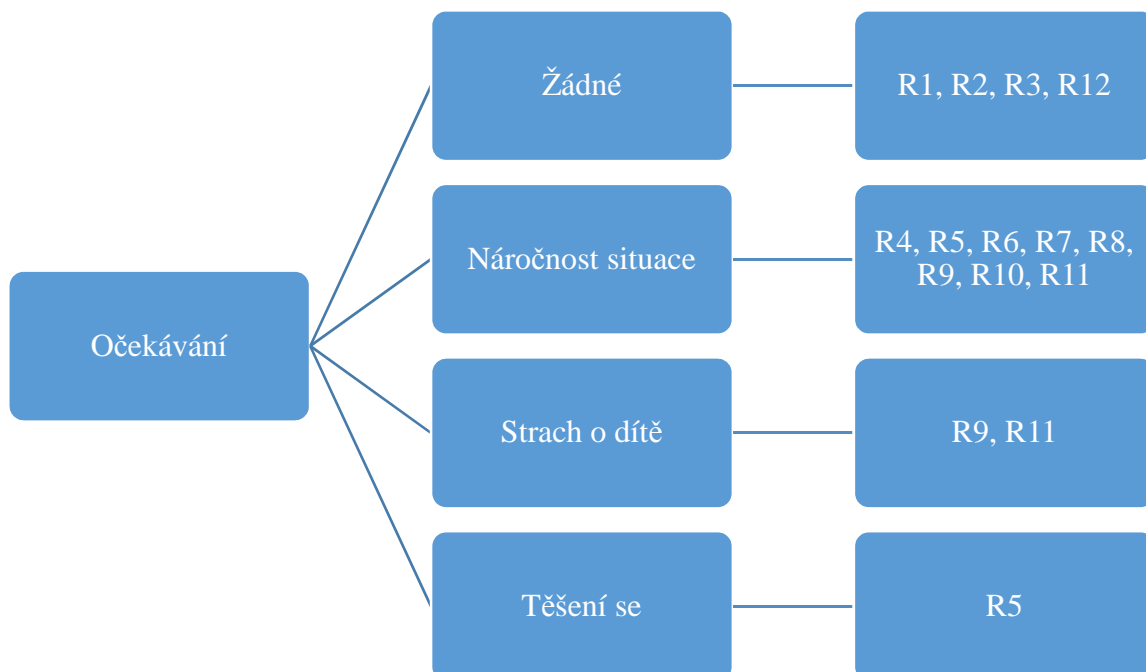 Očekávání
Žádné
R1, R2, R3, R12
Náročnost situace
R4, R5, R6, R7, R8,
R9, R10, R11
Strach o dítě
R9, R11
Těšení se
R5